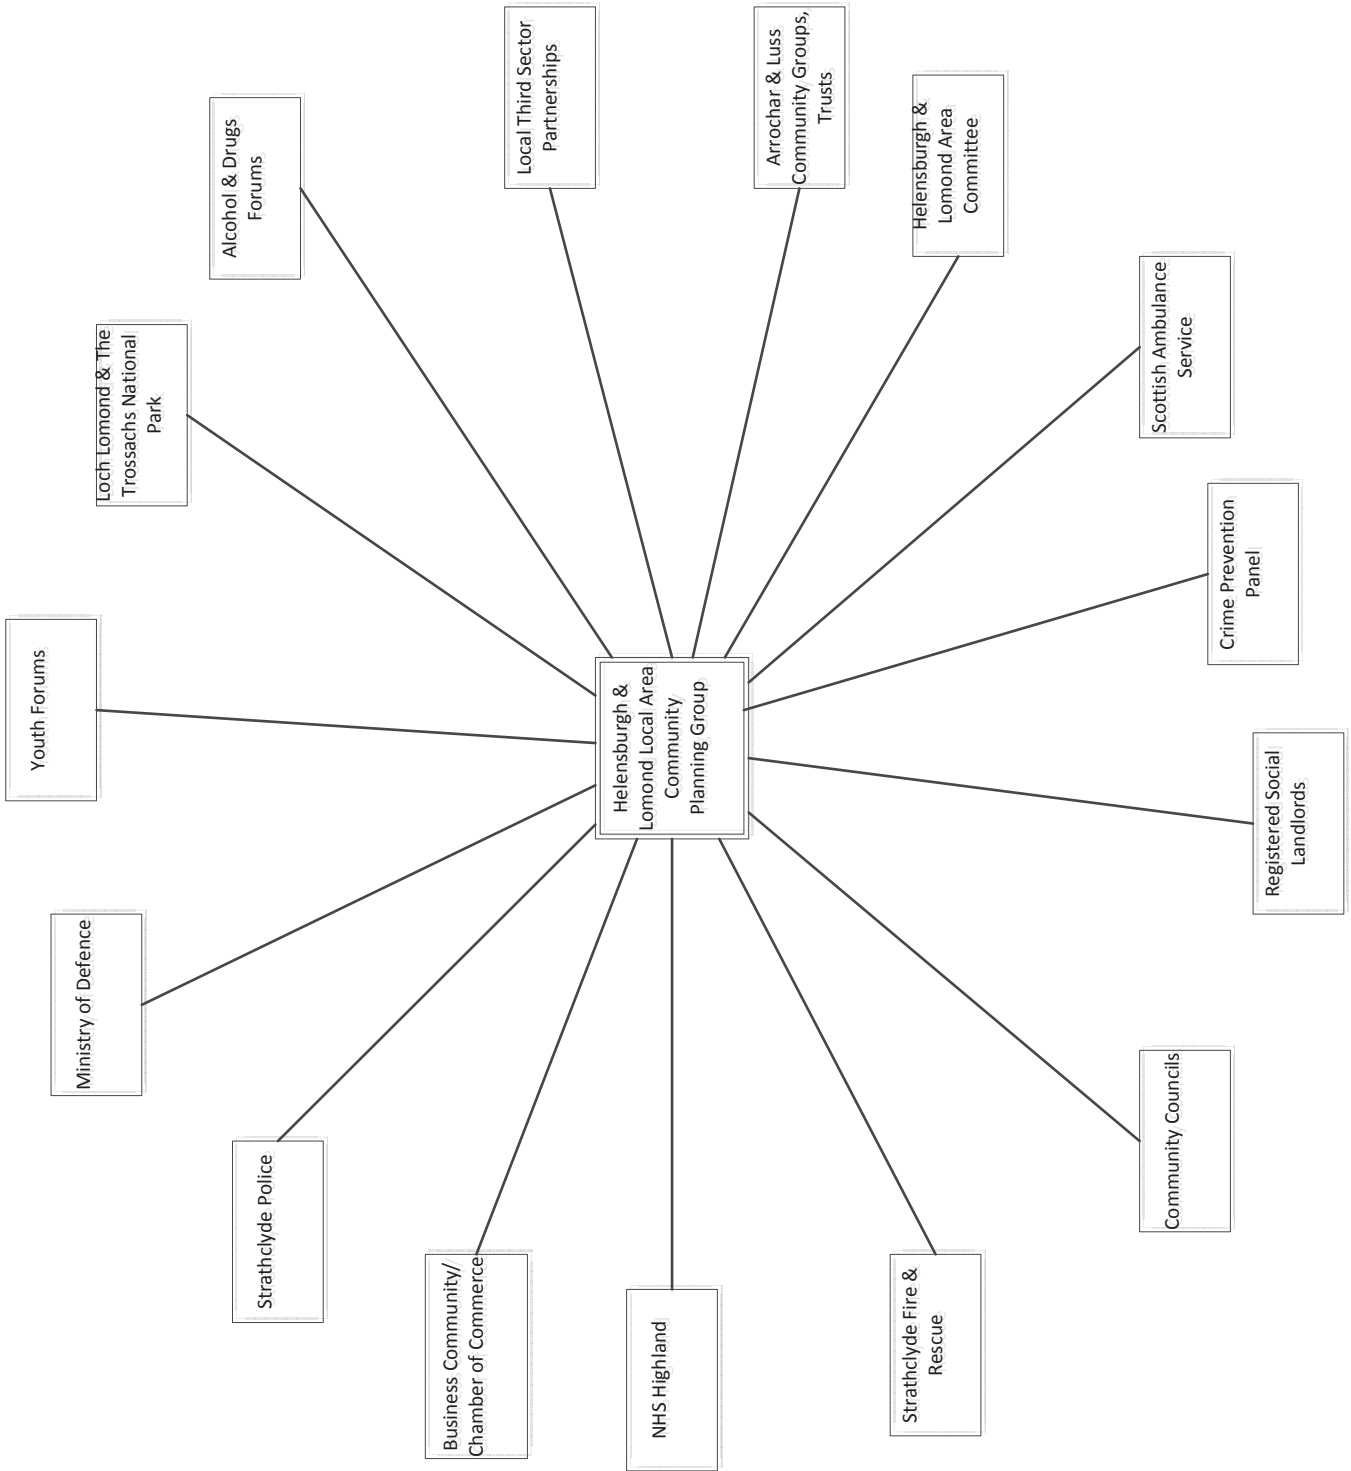 Youth Forums
Loch Lomond & The
Trossachs National
Park
Alcohol & Drugs
Forums
Local Third Sector
Partnerships
Arrochar & Luss
Community Groups,
Trusts
Helensburgh &
Lomond Area
Committee
Scottish Ambulance
Service
Crime Prevention
Panel
Registered Social
Landlords
Community Councils
Strathclyde Fire &
Rescue
NHS Highland
Business Community/
Chamber of Commerce
Strathclyde Police
Ministry of Defence
Helensburgh &
Lomond Local Area
Community
Planning Group